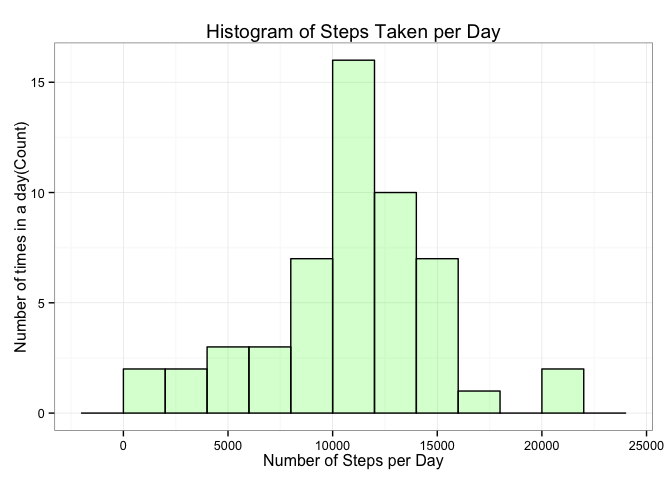 Histogram of Steps Taken per Day
Number of times in a day(Count)
15
10
5
0
0 5000 10000 15000 20000 25000
Number of Steps per Day